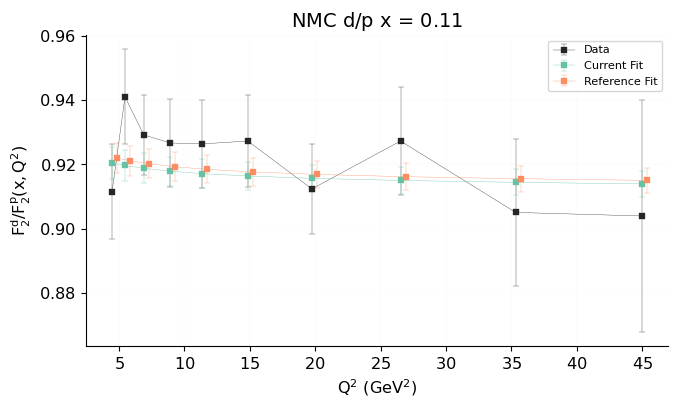 NMC d/p x = 0.11
0.96
0.94
0.92
0.90
0.88
F₂ᵈ/F₂ᵖ(x, Q²)
Data
Current Fit
Reference Fit
5 10 15 20 25 30 35 40 45
Q² (GeV²)